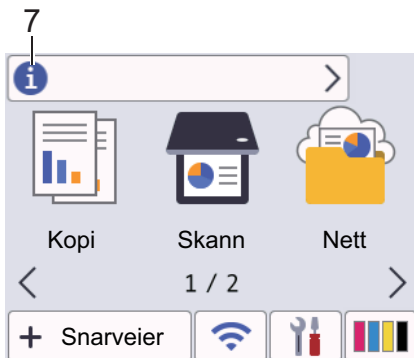 7
i
Kopi Skann Nett
1 / 2
+ Snarveier